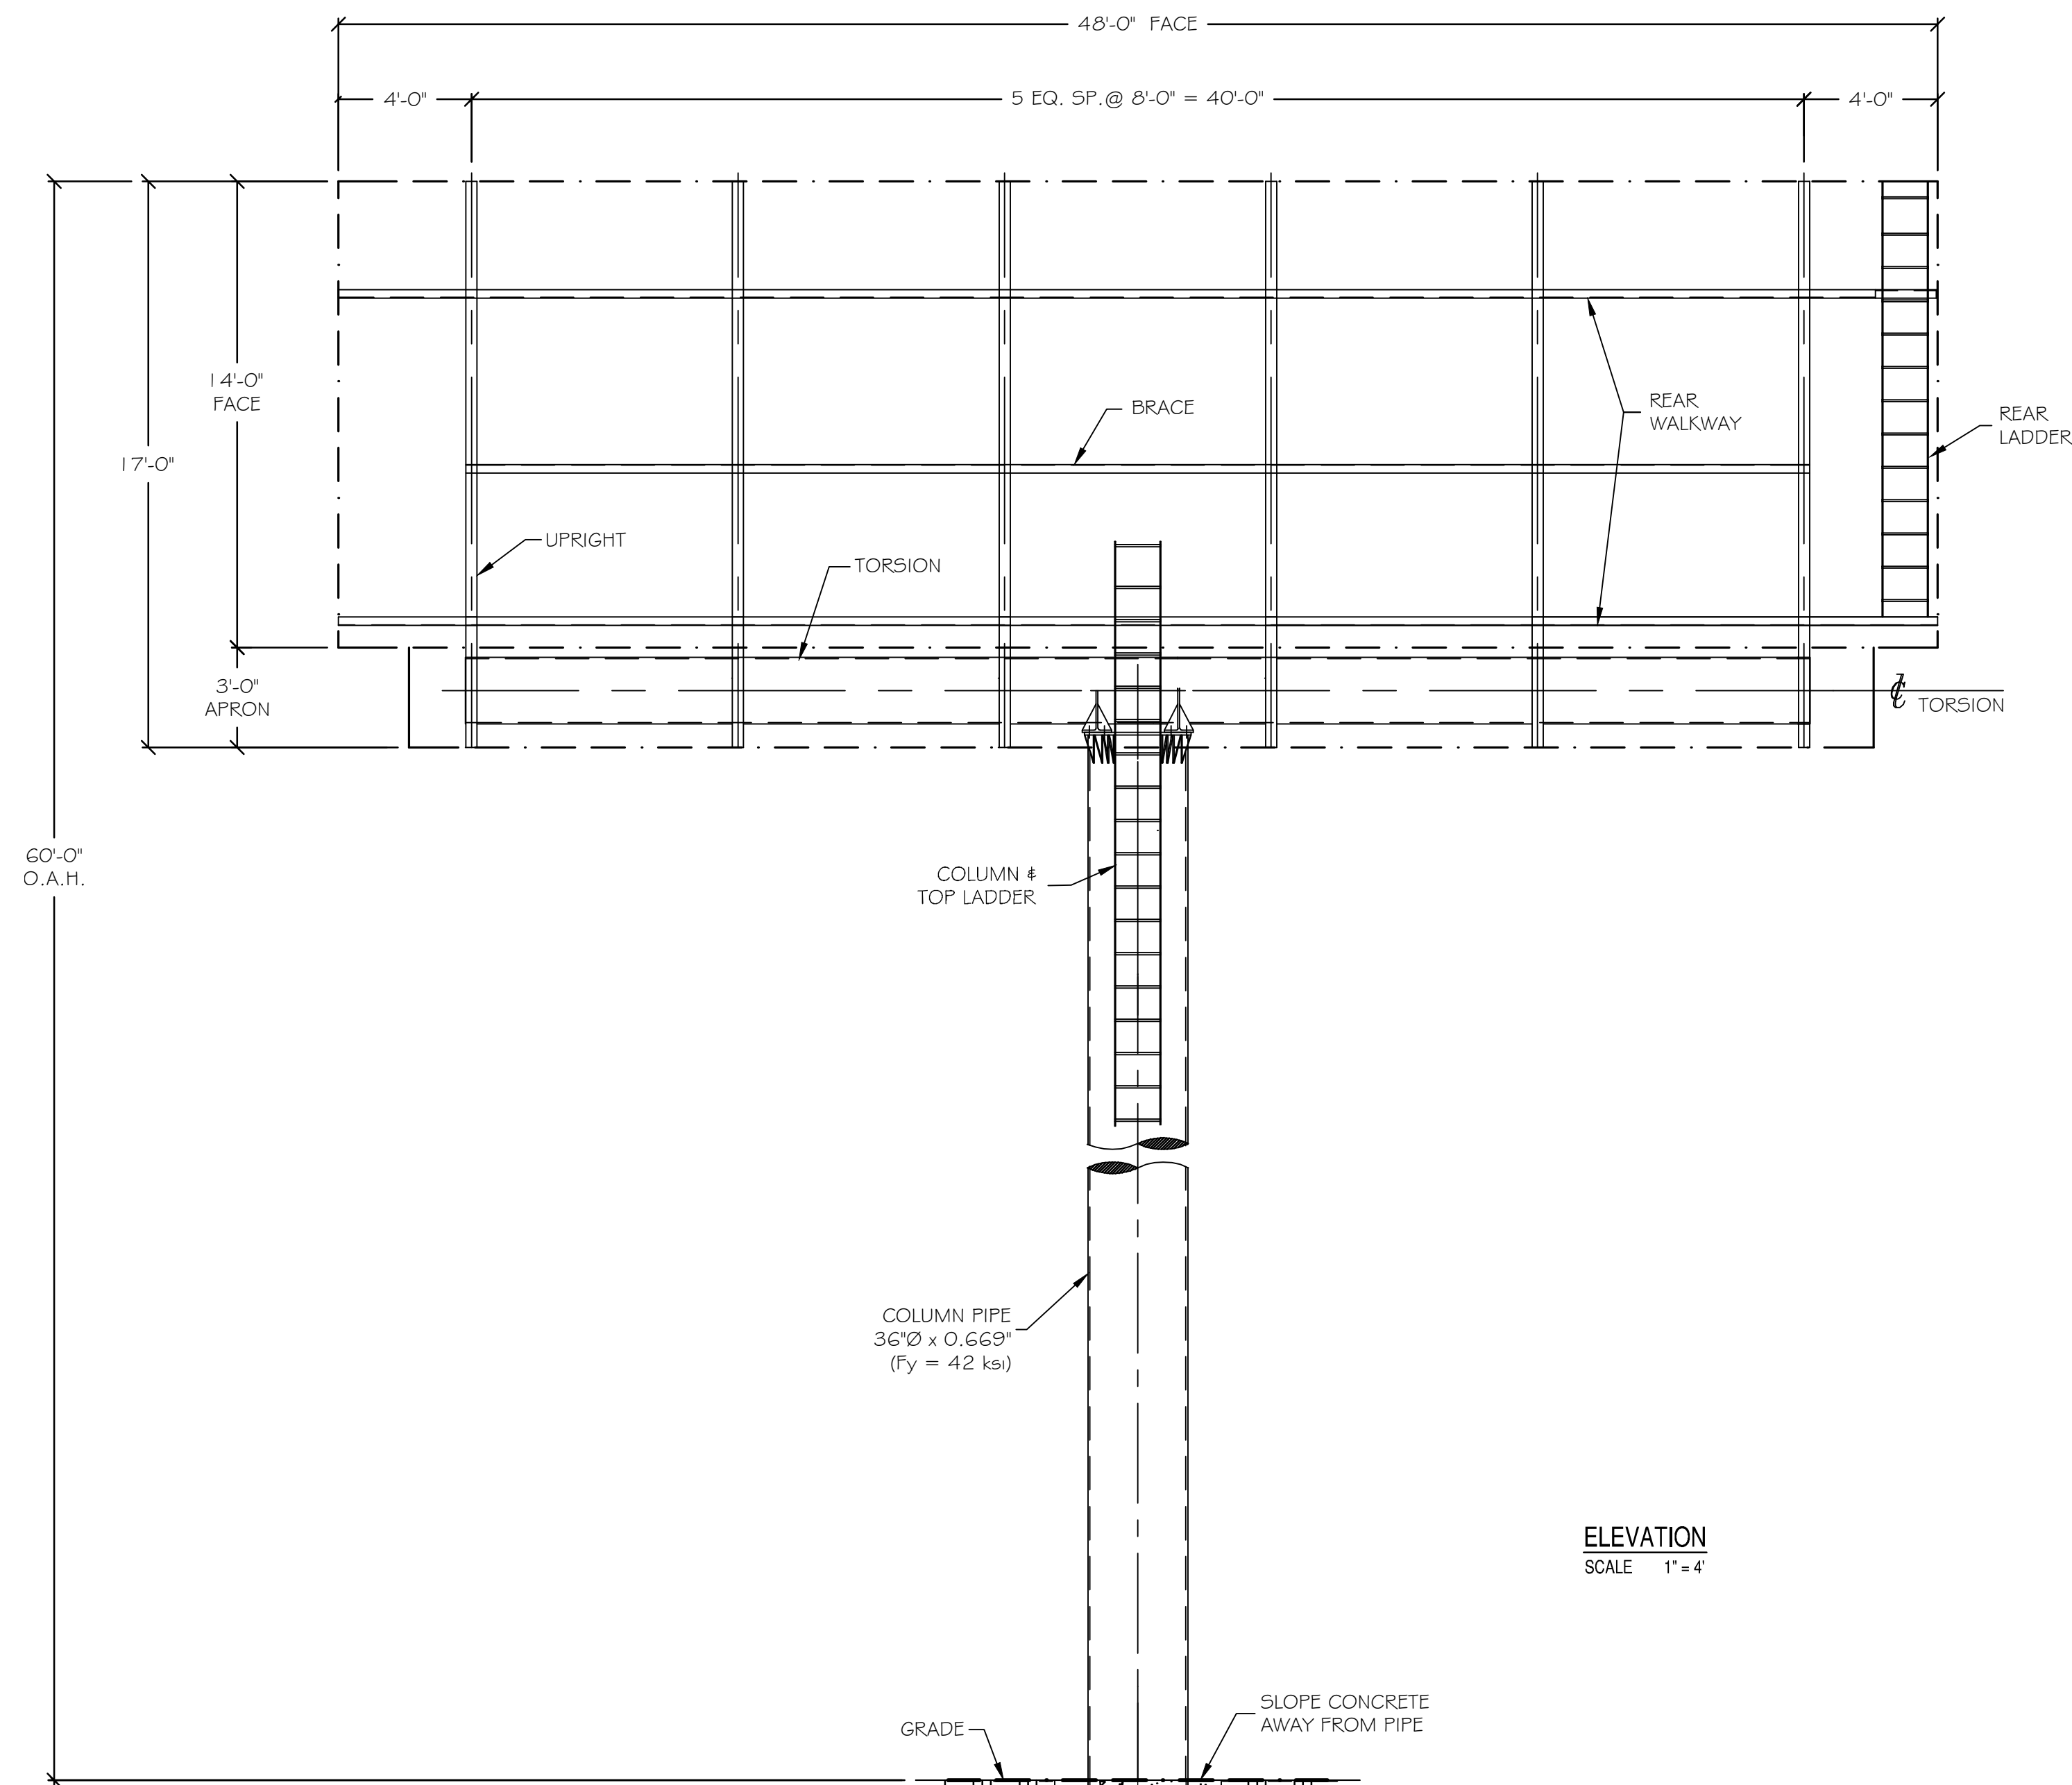 48'-0" FACE
4'-0"
5 EQ. SP.@ 8'-0" = 40'-0"
4'-0"
14'-0"
FACE
17'-0"
BRACE
REAR
WALKWAY
REAR
LADDER
UPRIGHT
TORSION
3'-0"
APRON
℄ TORSION
60'-0"
O.A.H.
COLUMN &
TOP LADDER
COLUMN PIPE
36"Ø x 0.669"
(Fy = 42 ksi)
ELEVATION
SCALE 1" = 4'
SLOPE CONCRETE
AWAY FROM PIPE
GRADE